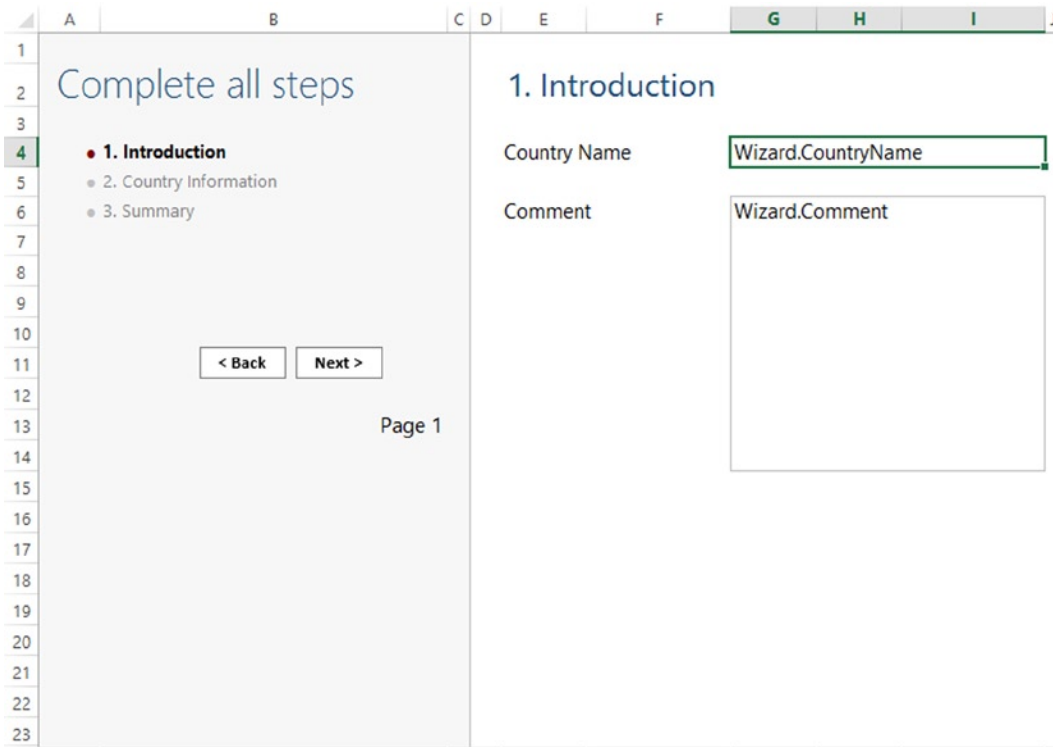 A B C D E F G H I
1
2 Complete all steps 1. Introduction
3
4 • 1. Introduction Country Name Wizard.CountryName
5 • 2. Country Information
6 • 3. Summary Comment Wizard.Comment
7
8
9
10
11 < Back Next >
12
13 Page 1
14
15
16
17
18
19
20
21
22
23